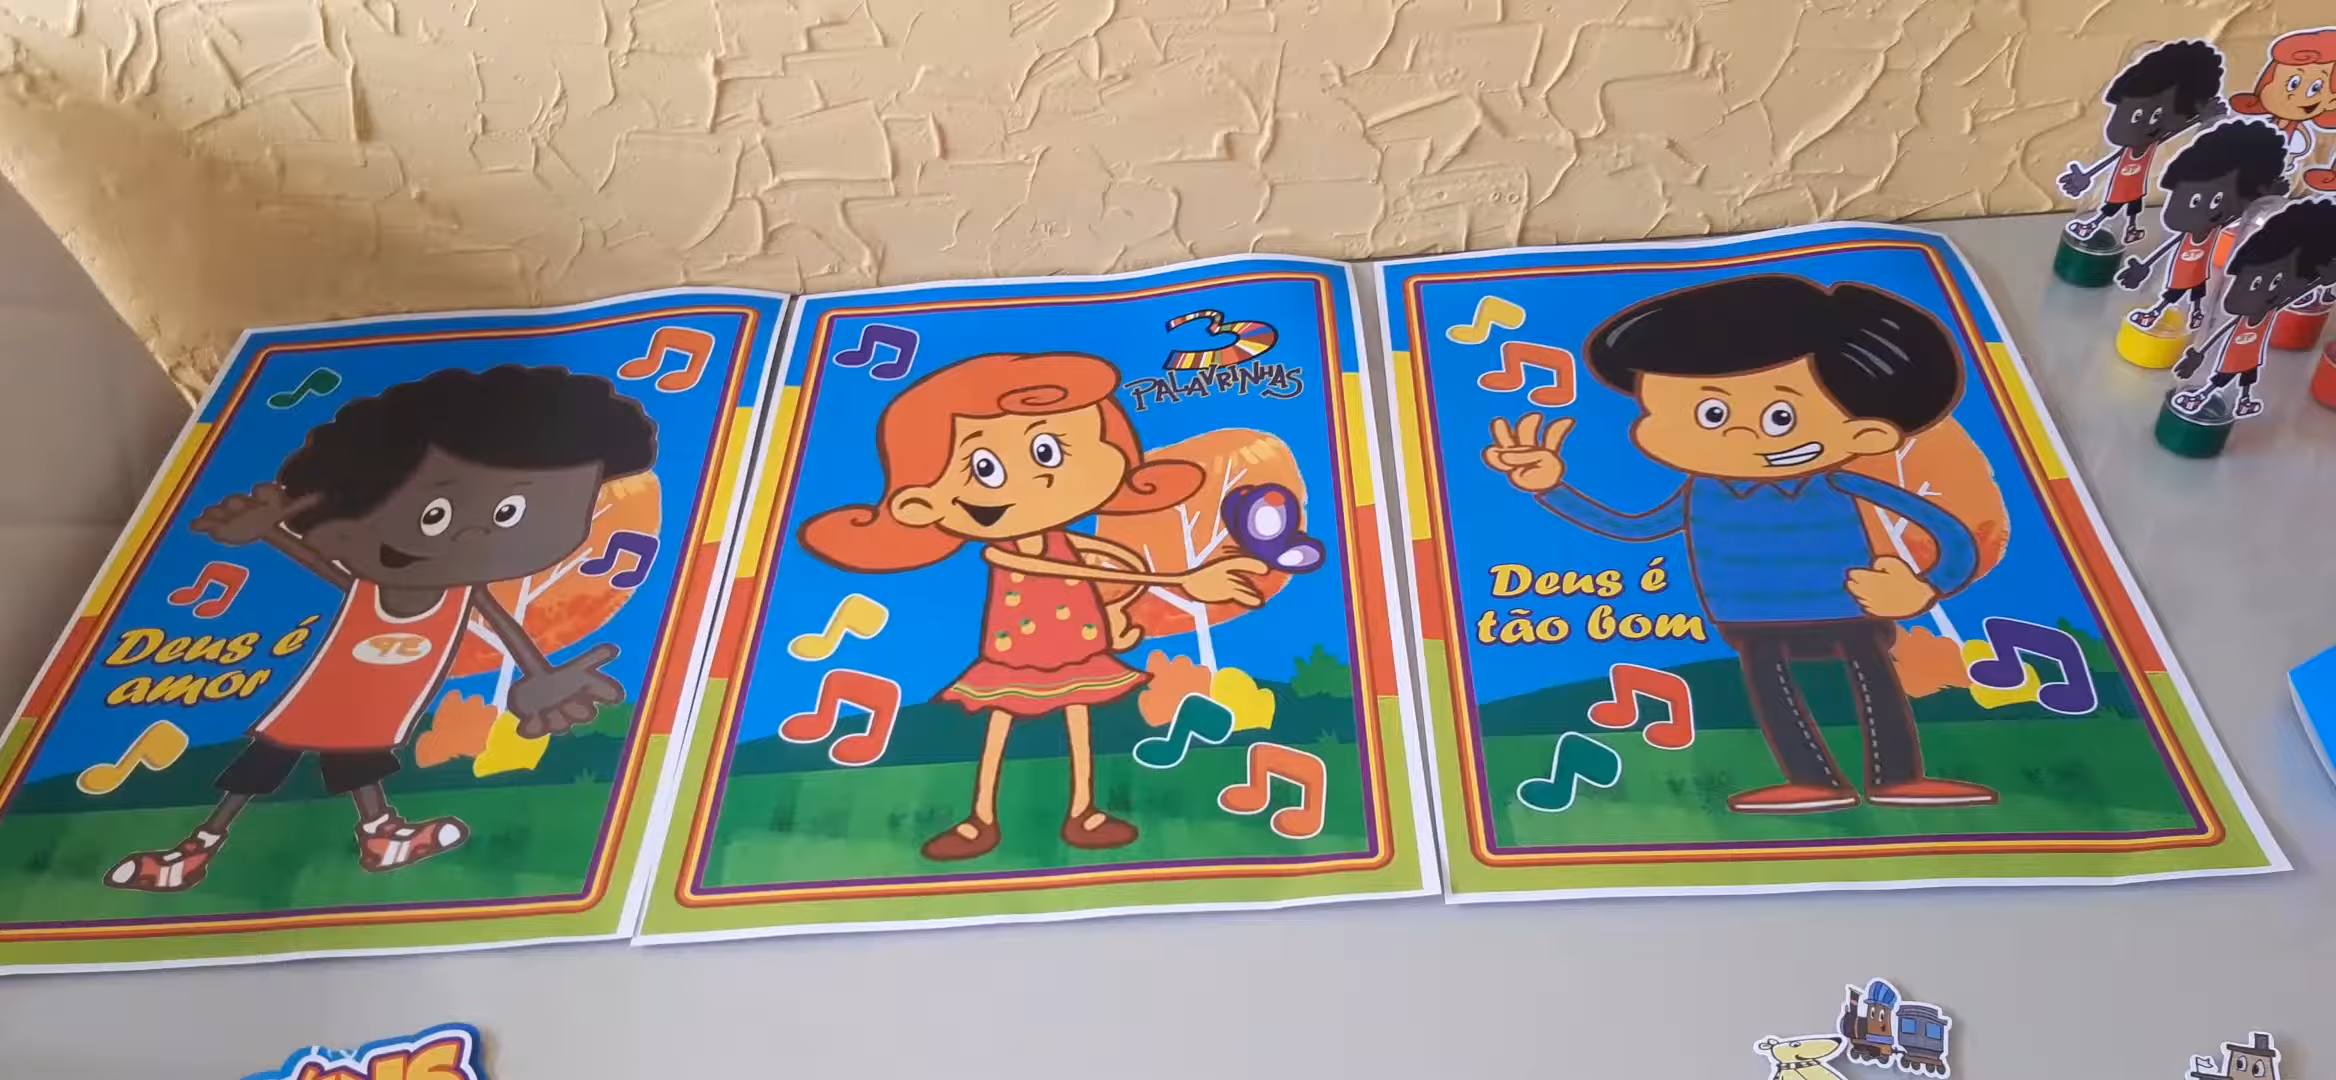 Deus é
amor
3
PALAVRINHAS
Deus é
tão bom